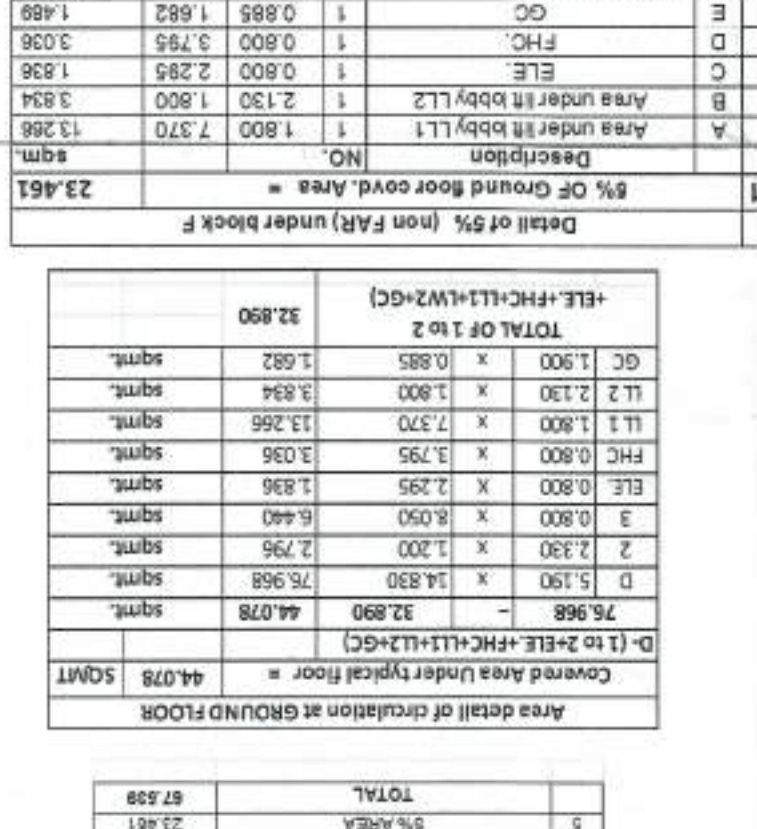 5 5% AREA 23.461
TOTAL 67.539
Area detail of circulation at GROUND FLOOR
Covered Area Under typical floor = 44.078 SQMT
D- (1 to 2+ELE.+FHC+LL1+LL2+GC)
76.968 - 32.890 44.078 sqmt.
D 5.190 x 14.830 76.968 sqmt.
2 2.330 x 1.200 2.796 sqmt.
3 0.800 x 8.050 6.440 sqmt.
ELE. 0.800 X 2.295 1.836 sqmt.
FHC 0.800 x 3.795 3.036 sqmt.
LL 1 1.800 x 7.370 13.266 sqmt.
LL 2 2.130 x 1.800 3.834 sqmt.
GC 1.900 x 0.885 1.682 sqmt.
TOTAL OF 1 to 2
+ELE.+FHC+LL1+LW2+GC) 32.890
Detail of 5% (non FAR) under block F
1 5% OF Ground floor covd. Area = 23.461
Description NO. sqm.
A Area under lift lobby LL1 1 1.800 7.370 13.266
B Area under lift lobby LL2 1 2.130 1.800 3.834
C ELE. 1 0.800 2.295 1.836
D FHC. 1 0.800 3.795 3.036
E GC 1 0.885 1.682 1.489